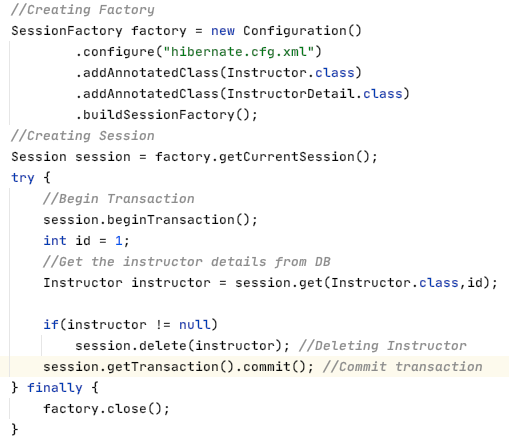 //Creating Factory
SessionFactory factory = new Configuration()
        .configure("hibernate.cfg.xml")
        .addAnnotatedClass(Instructor.class)
        .addAnnotatedClass(InstructorDetail.class)
        .buildSessionFactory();
//Creating Session
Session session = factory.getCurrentSession();
try {
    //Begin Transaction
    session.beginTransaction();
    int id = 1;
    //Get the instructor details from DB
    Instructor instructor = session.get(Instructor.class,id);

    if(instructor != null)
        session.delete(instructor); //Deleting Instructor
    session.getTransaction().commit(); //Commit transaction
} finally {
    factory.close();
}